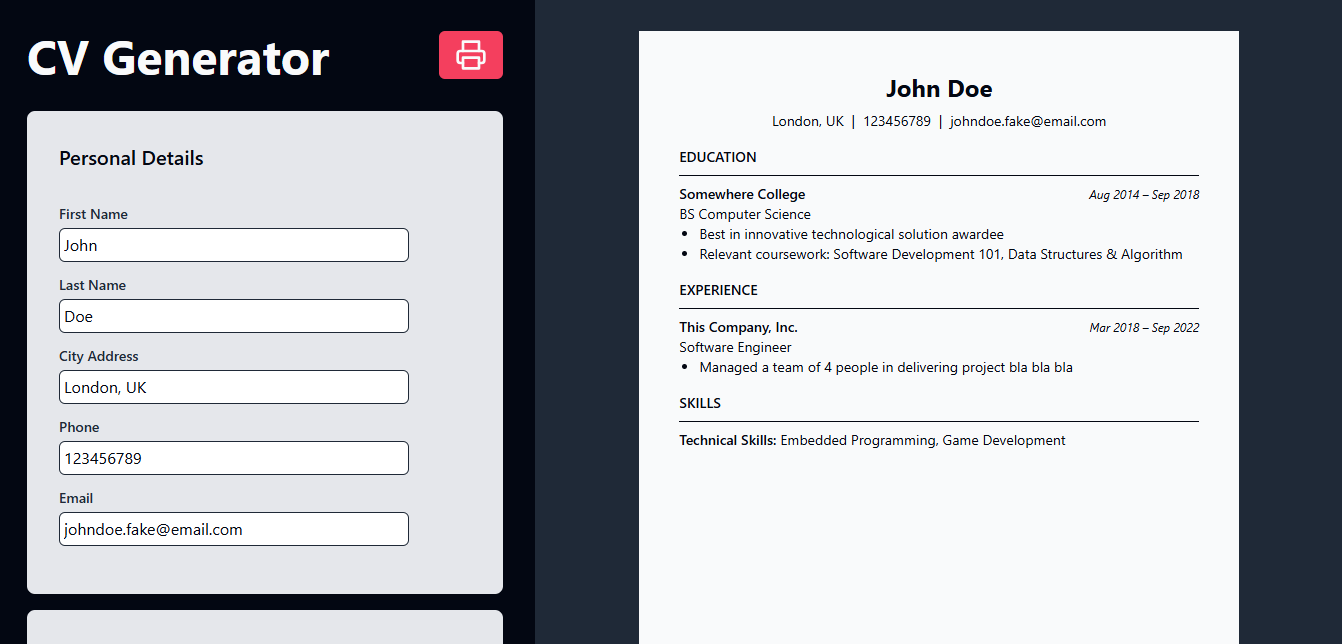 CV Generator
Personal Details
First Name
John
Last Name
Doe
City Address
London, UK
Phone
123456789
Email
johndoe.fake@email.com
John Doe
London, UK | 123456789 | johndoe.fake@email.com
EDUCATION
Somewhere College Aug 2014 – Sep 2018
BS Computer Science
• Best in innovative technological solution awardee
• Relevant coursework: Software Development 101, Data Structures & Algorithm
EXPERIENCE
This Company, Inc. Mar 2018 – Sep 2022
Software Engineer
• Managed a team of 4 people in delivering project bla bla bla
SKILLS
Technical Skills: Embedded Programming, Game Development